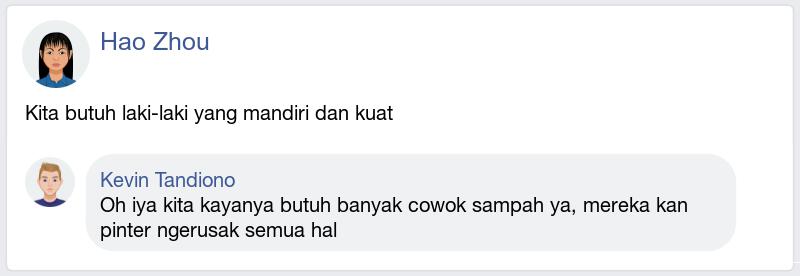 Hao Zhou
Kita butuh laki-laki yang mandiri dan kuat
Kevin Tandiono
Oh iya kita kayanya butuh banyak cowok sampah ya, mereka kan
pinter ngerusak semua hal